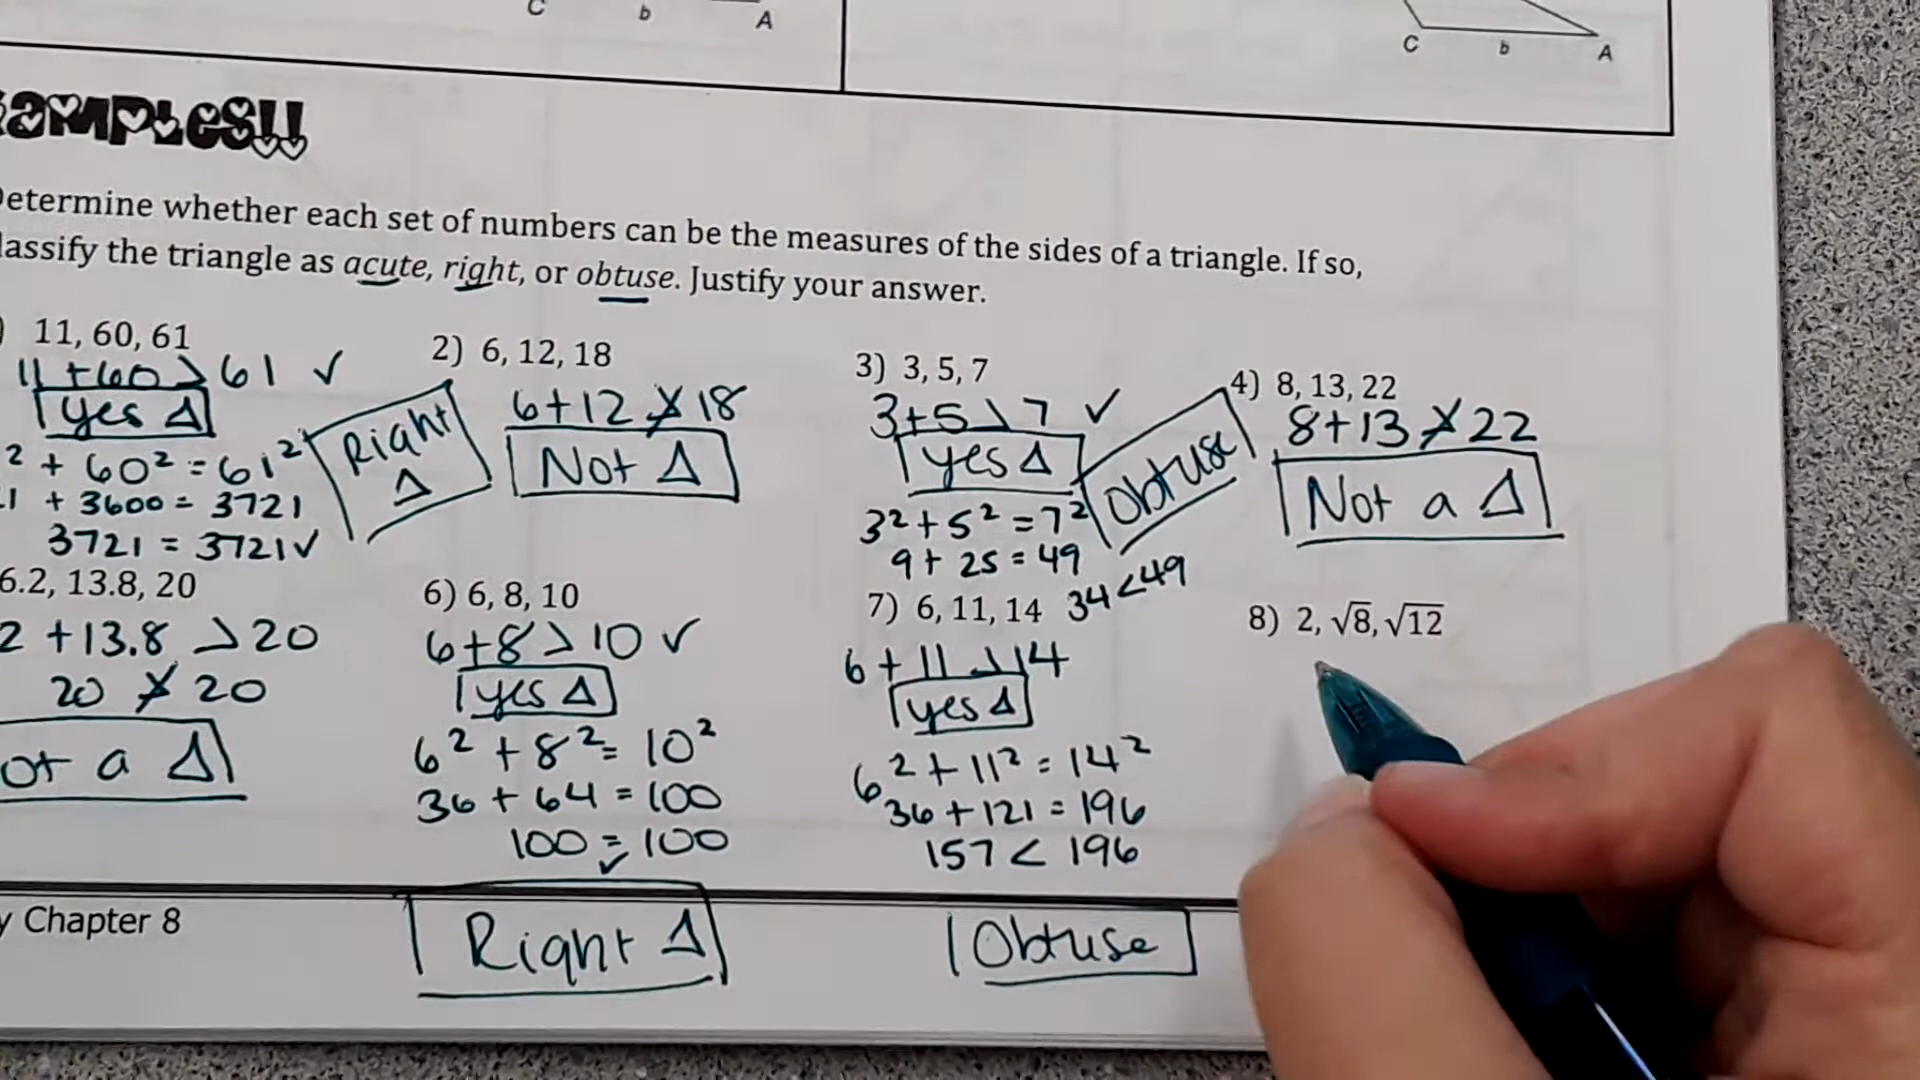 C b A
C b A
amples!!
etermine whether each set of numbers can be the measures of the sides of a triangle. If so,
lassify the triangle as acute, right, or obtuse. Justify your answer.
) 11, 60, 61
11 + 60 > 61 ✓
yes Δ
² + 60² = 61²
1 + 3600 = 3721
3721 = 3721 ✓
Right
Δ
2) 6, 12, 18
6 + 12 ≯ 18
Not Δ
3) 3, 5, 7
3 + 5 > 7 ✓
yes Δ
3² + 5² = 7²
9 + 25 = 49
34 < 49
Obtuse
4) 8, 13, 22
8 + 13 ≯ 22
Not a Δ
6.2, 13.8, 20
2 + 13.8 > 20
20 ≯ 20
ot a Δ
6) 6, 8, 10
6 + 8 > 10 ✓
yes Δ
6² + 8² = 10²
36 + 64 = 100
100 = 100
✓
Right Δ
7) 6, 11, 14
6 + 11 > 14
yes Δ
6² + 11² = 14²
36 + 121 = 196
157 < 196
Obtuse
8) 2, √8, √12
y Chapter 8